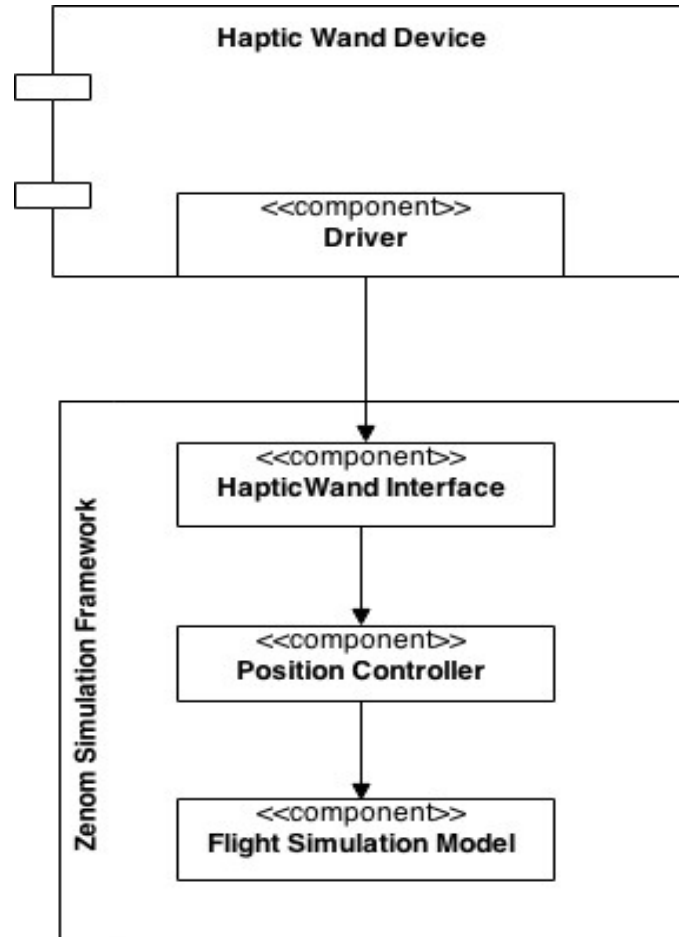 Haptic Wand Device
<<component>>
Driver
Zenom Simulation Framework
<<component>>
HapticWand Interface
<<component>>
Position Controller
<<component>>
Flight Simulation Model